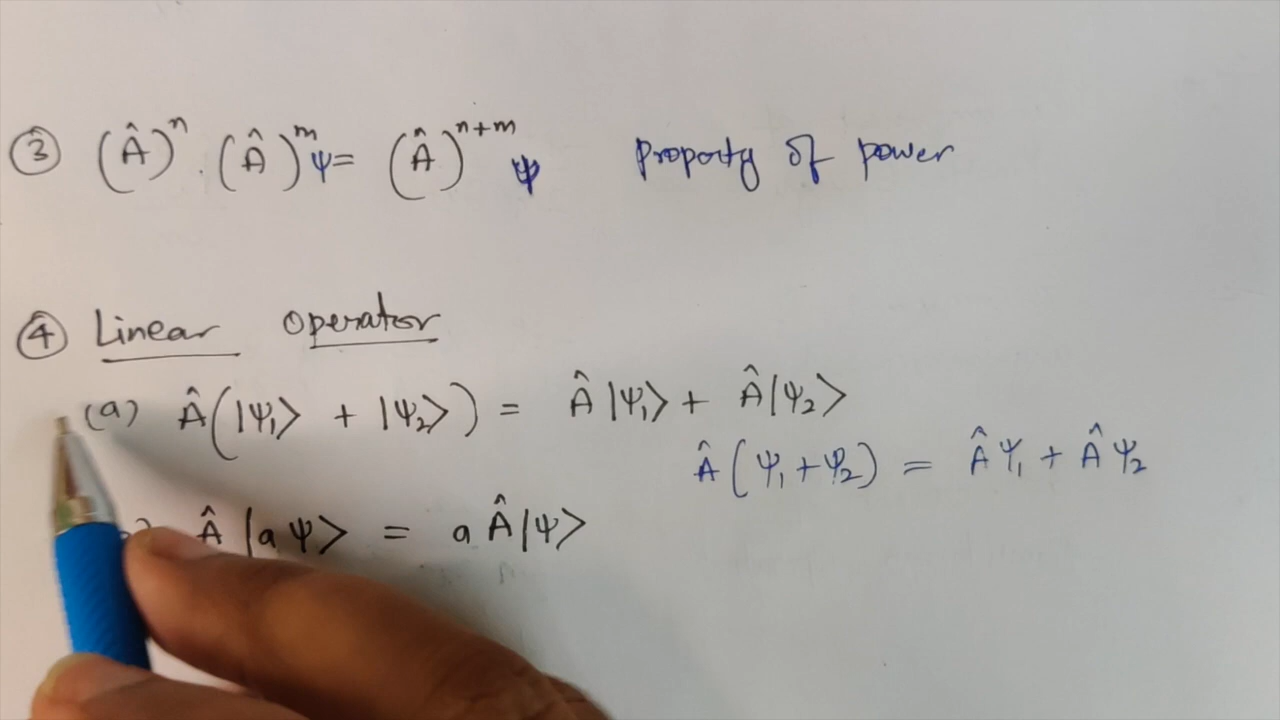 ③ (Â)ⁿ . (Â)ᵐ ψ = (Â)ⁿ⁺ᵐ ψ Property of power
④ Linear operator
(a) Â(|ψ₁⟩ + |ψ₂⟩) = Â|ψ₁⟩ + Â|ψ₂⟩
Â(ψ₁+ψ₂) = Âψ₁ + Âψ₂
Â|aψ⟩ = aÂ|ψ⟩